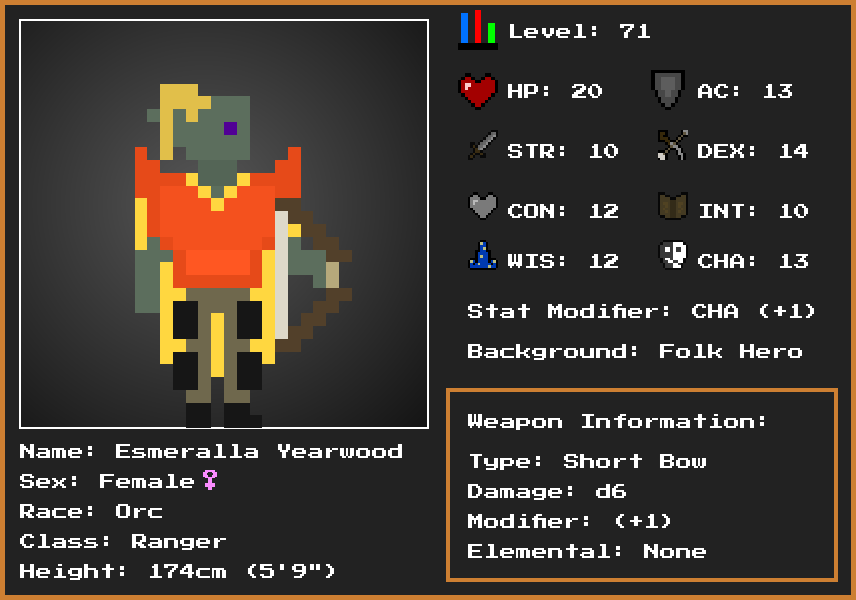 Level: 71
HP: 20
AC: 13
STR: 10
DEX: 14
CON: 12
INT: 10
WIS: 12
CHA: 13
Stat Modifier: CHA (+1)
Background: Folk Hero
Weapon Information:
Type: Short Bow
Damage: d6
Modifier: (+1)
Elemental: None
Name: Esmeralla Yearwood
Sex: Female♀
Race: Orc
Class: Ranger
Height: 174cm (5'9")